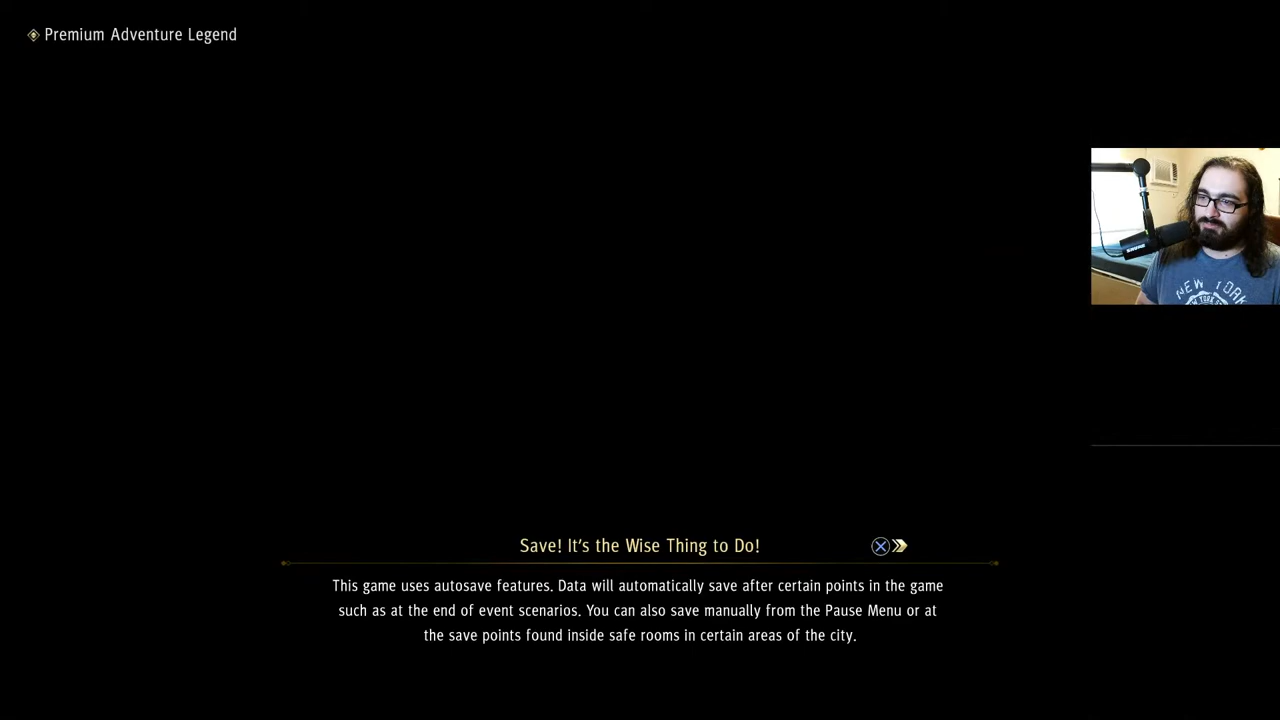 Premium Adventure Legend
SHURE
NEW YORK
Save! It's the Wise Thing to Do!
This game uses autosave features. Data will automatically save after certain points in the game
such as at the end of event scenarios. You can also save manually from the Pause Menu or at
the save points found inside safe rooms in certain areas of the city.